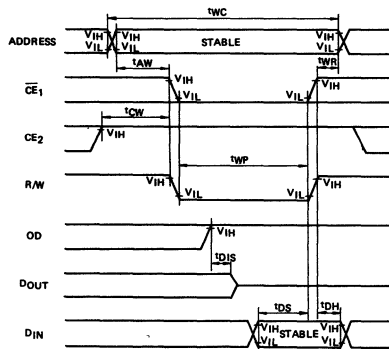 tWC
ADDRESS VIH VIL VIH VIL STABLE VIH VIL
tAW tWR
CE1 VIH VIL VIL VIH
tCW
CE2 VIH
tWP
R/W VIH VIL VIL VIH
OD VIH
tDIS
DOUT
tDS tDH
DIN VIH VIL STABLE VIH VIL